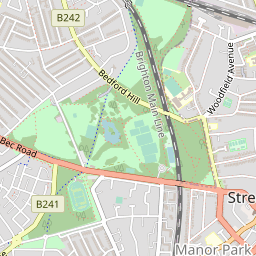 B242
Bedford Hill
Brighton Main Line
Woodfield Avenue
Bec Road
B241
Stre
Manor Park